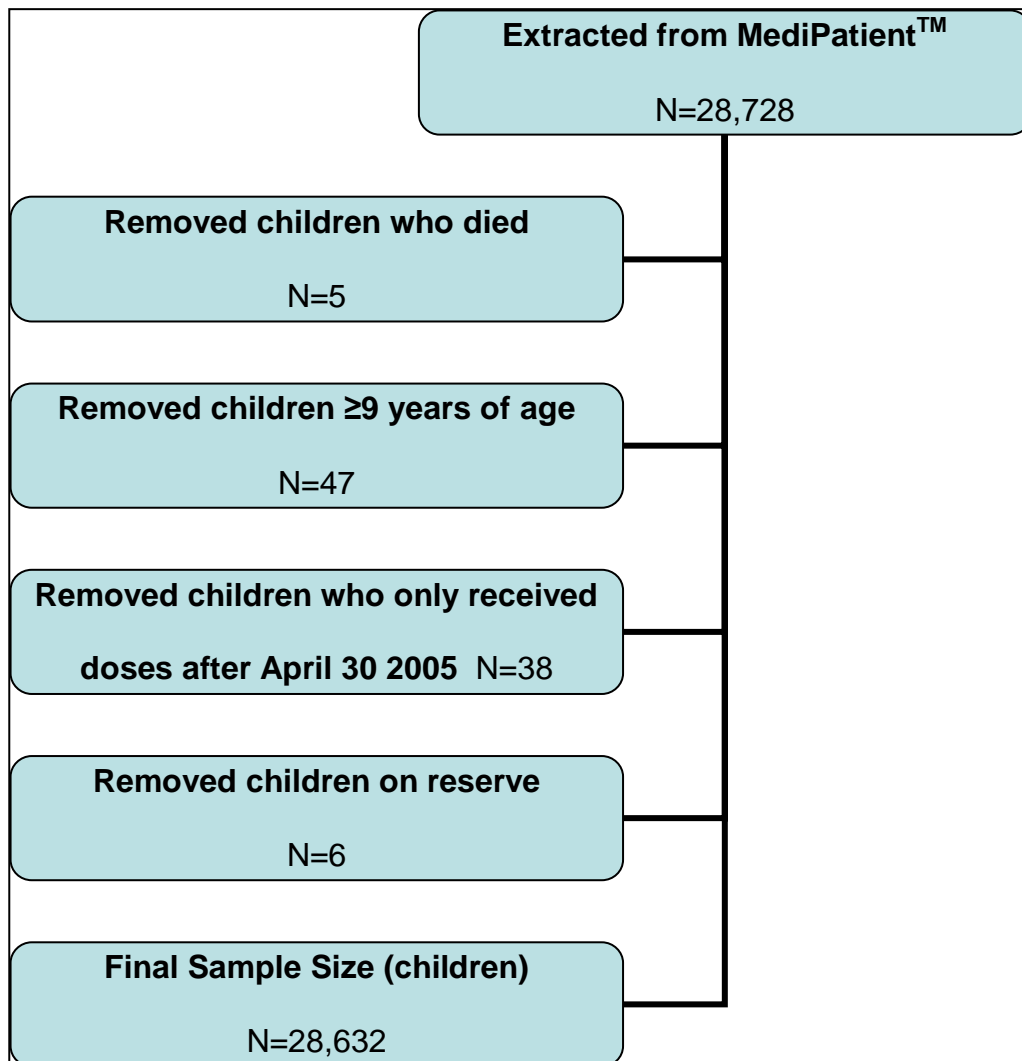 Extracted from MediPatient™
N=28,728
Removed children who died
N=5
Removed children ≥9 years of age
N=47
Removed children who only received
doses after April 30 2005 N=38
Removed children on reserve
N=6
Final Sample Size (children)
N=28,632